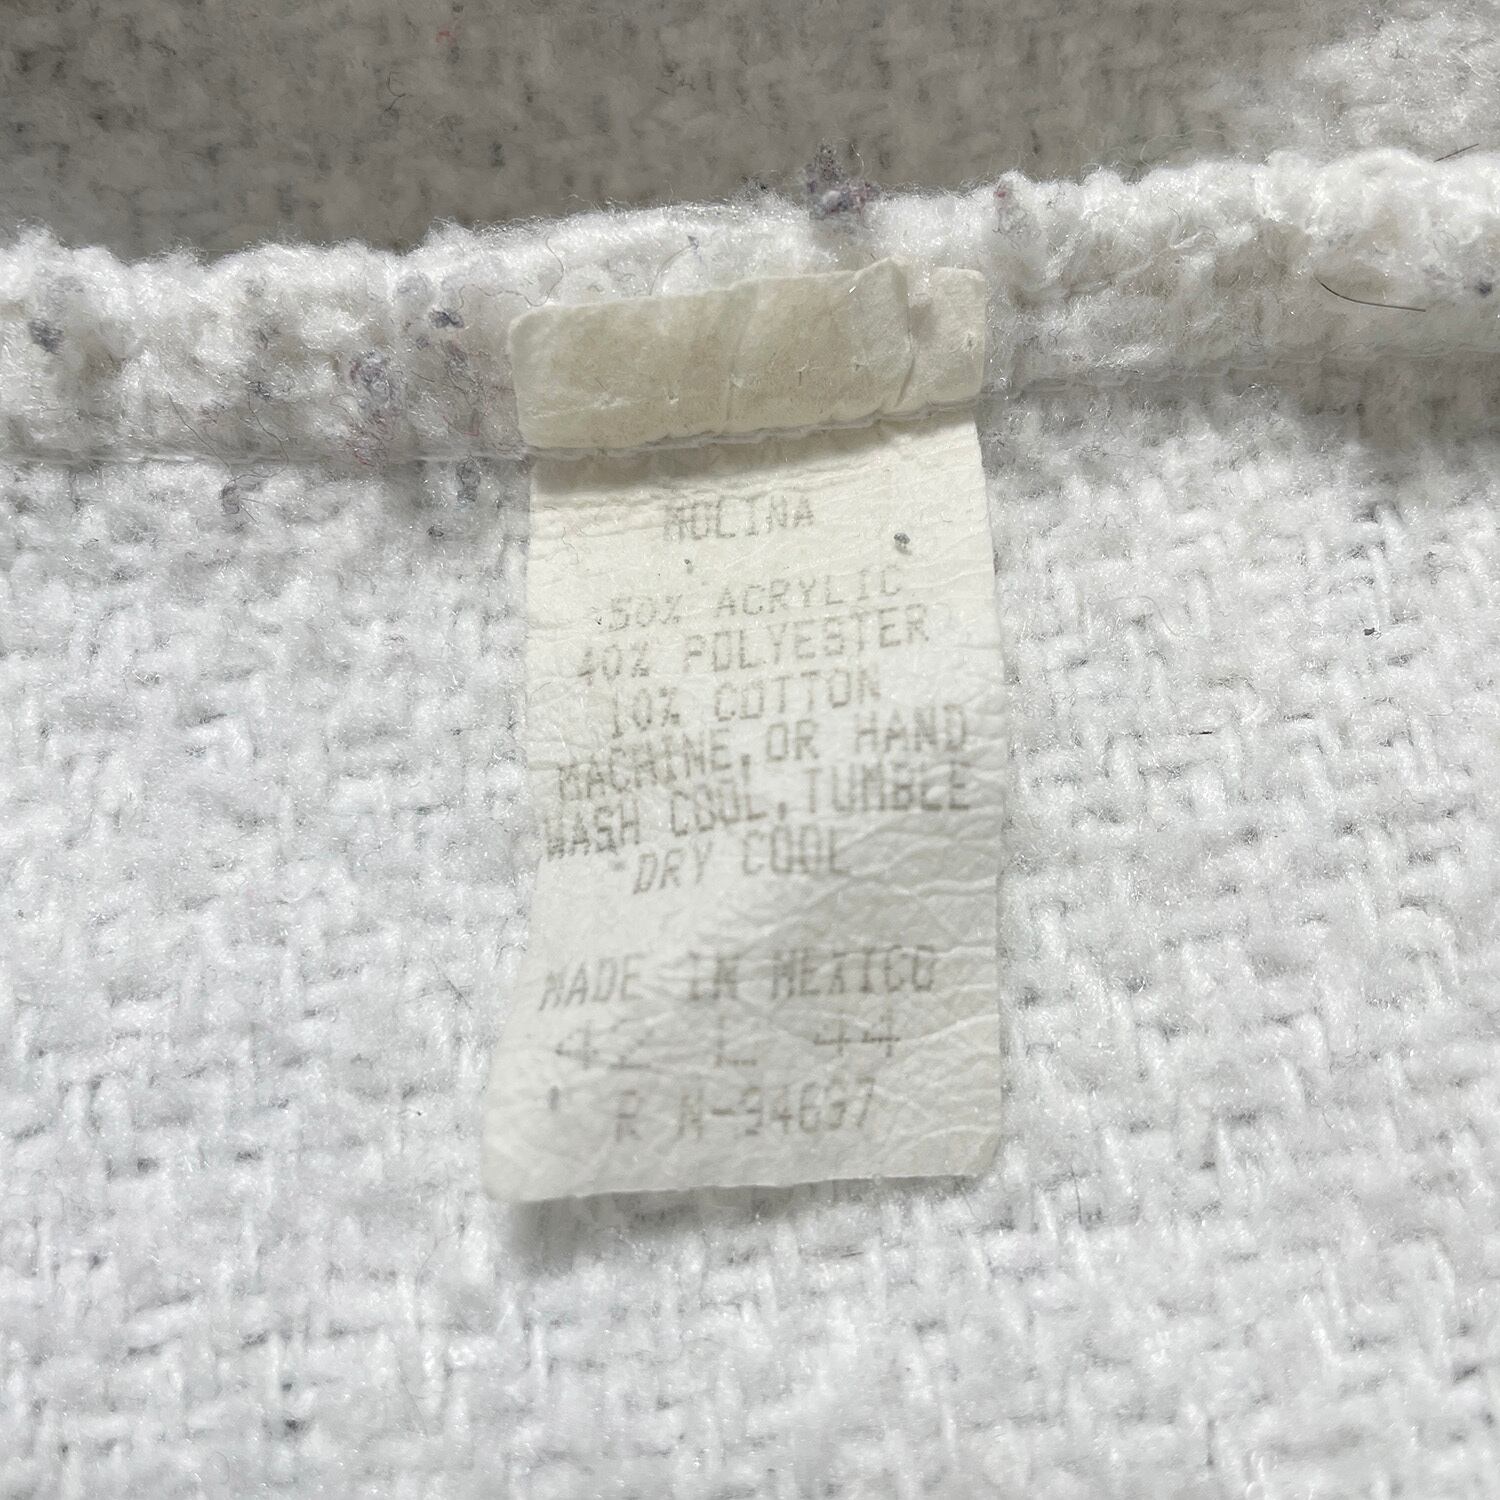 MOLINA
50% ACRYLIC
40% POLYESTER
10% COTTON
MACHINE, OR HAND
WASH COOL, TUMBLE
DRY COOL
MADE IN MEXICO
42 L 44
R N-94697